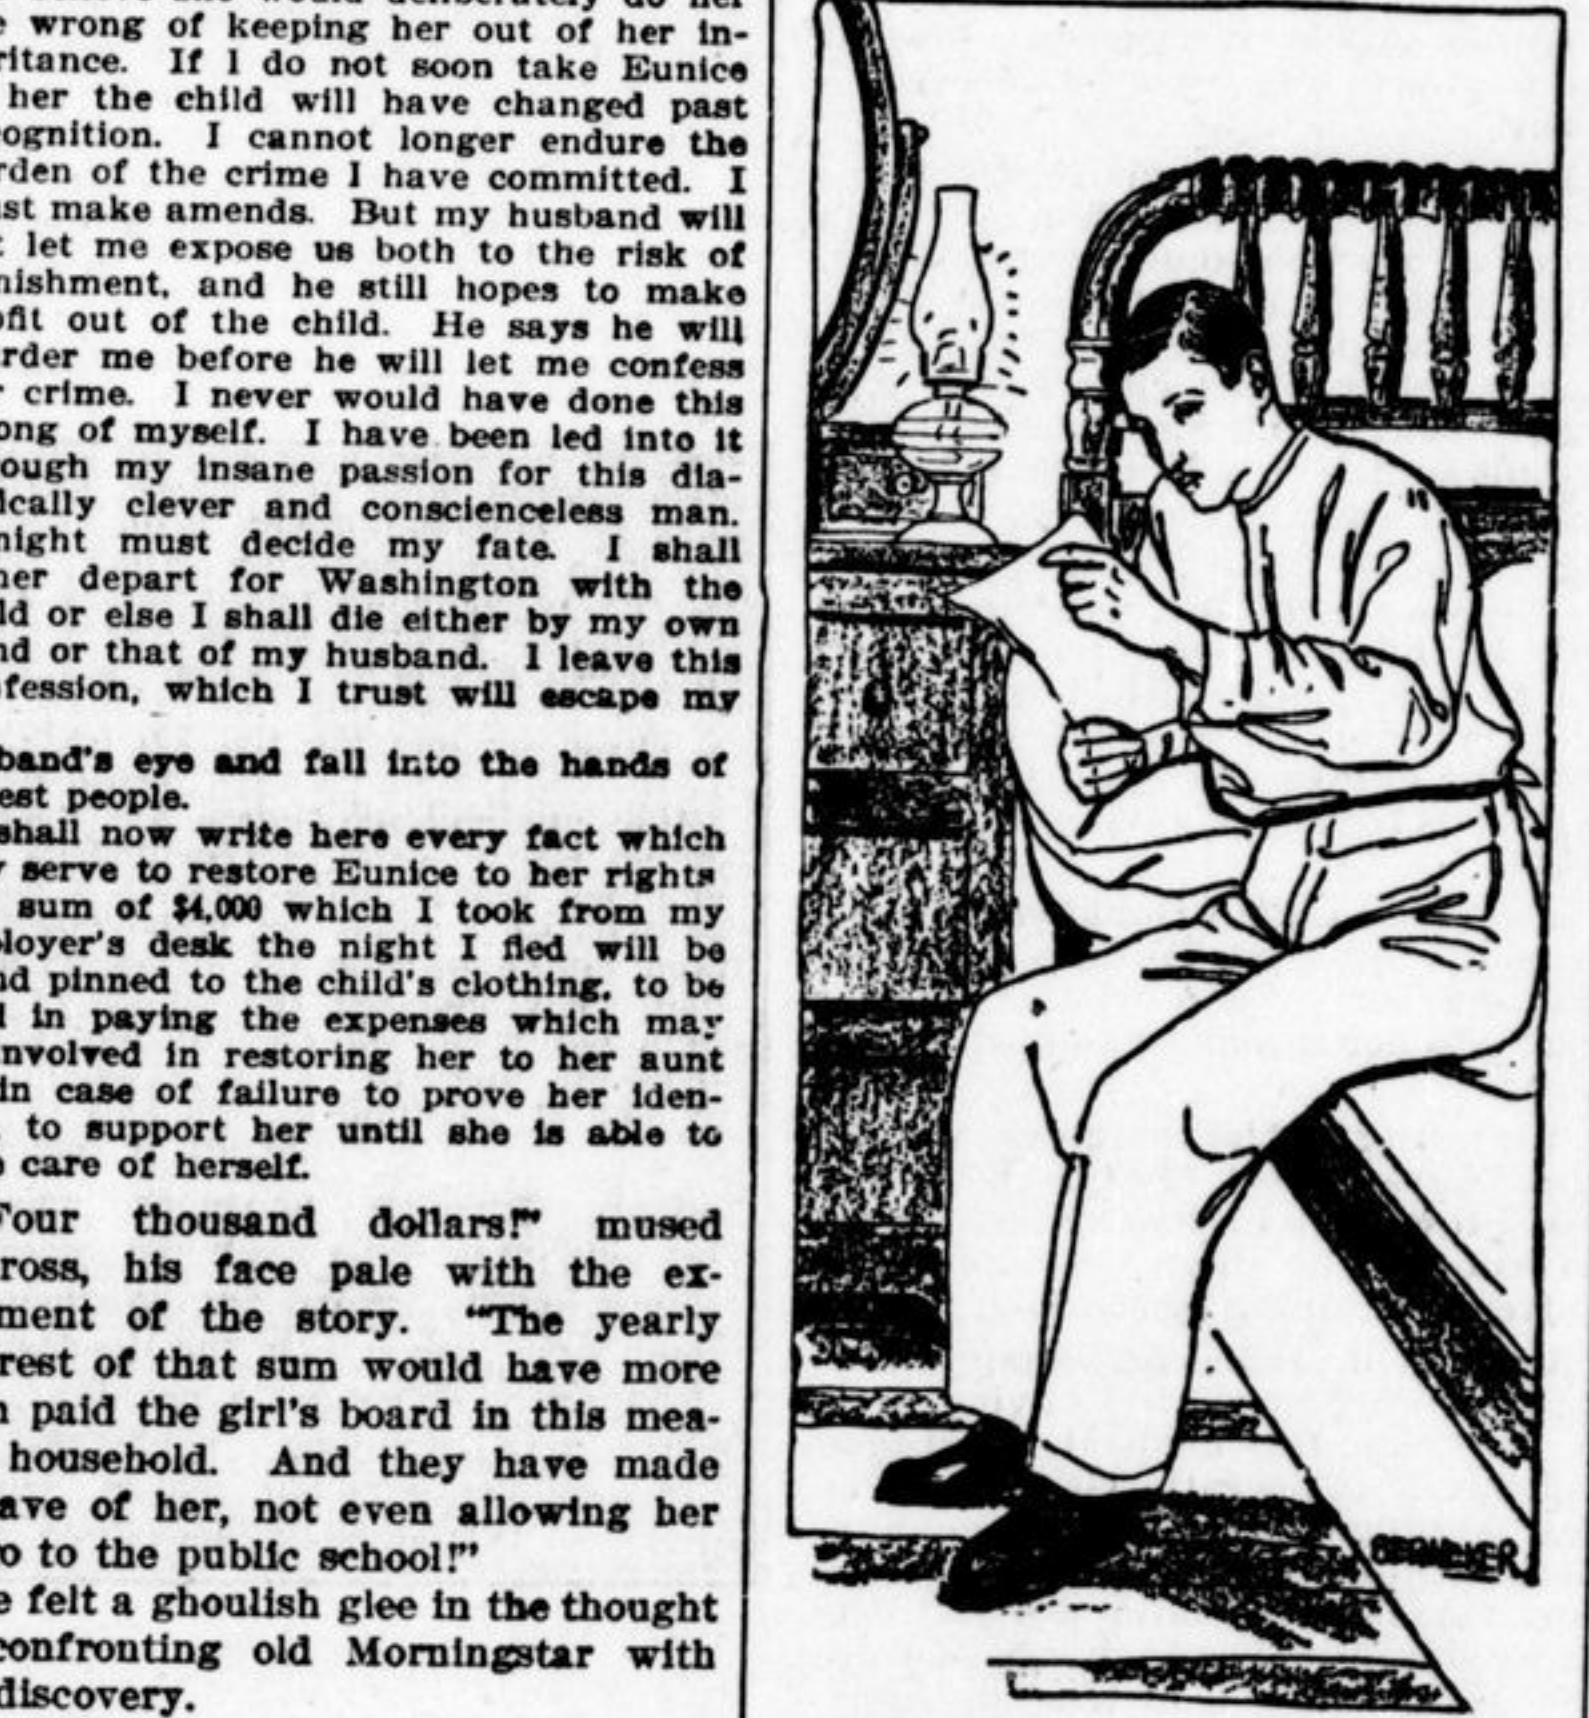 e wrong of keeping her out of her in-
ritance. If I do not soon take Eunice
her the child will have changed past
ognition. I cannot longer endure the
rden of the crime I have committed. I
st make amends. But my husband will
t let me expose us both to the risk of
nishment, and he still hopes to make
ofit out of the child. He says he will
rder me before he will let me confess
r crime. I never would have done this
ong of myself. I have been led into it
ough my insane passion for this dia-
ically clever and conscienceless man.
night must decide my fate. I shall
her depart for Washington with the
ld or else I shall die either by my own
nd or that of my husband. I leave this
fession, which I trust will escape my
band's eye and fall into the hands of
est people.
shall now write here every fact which
y serve to restore Eunice to her rights
sum of $4,000 which I took from my
ployer's desk the night I fled will be
nd pinned to the child's clothing, to be
d in paying the expenses which may
involved in restoring her to her aunt
in case of failure to prove her iden-
to support her until she is able to
e care of herself.
Four thousand dollars!" mused
ross, his face pale with the ex-
ment of the story. "The yearly
rest of that sum would have more
n paid the girl's board in this mea-
household. And they have made
ave of her, not even allowing her
o to the public school!"
e felt a ghoulish glee in the thought
confronting old Morningstar with
discovery.